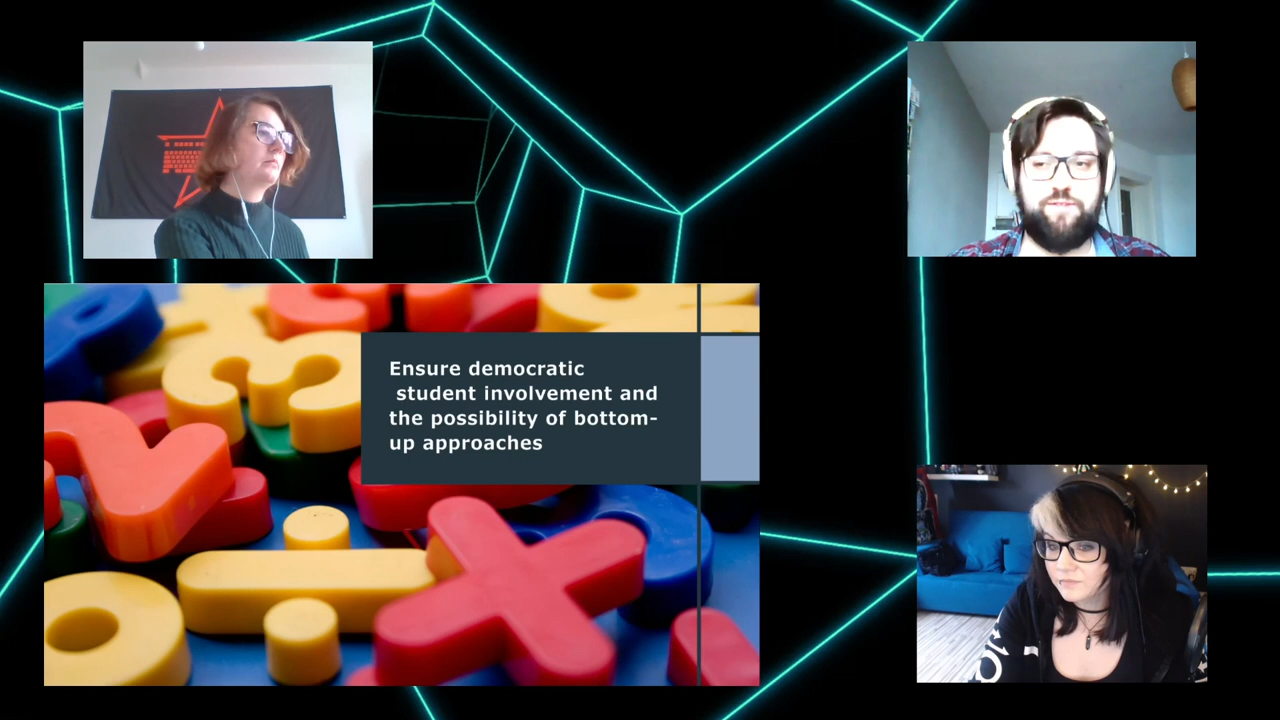 Ensure democratic
student involvement and
the possibility of bottom-
up approaches